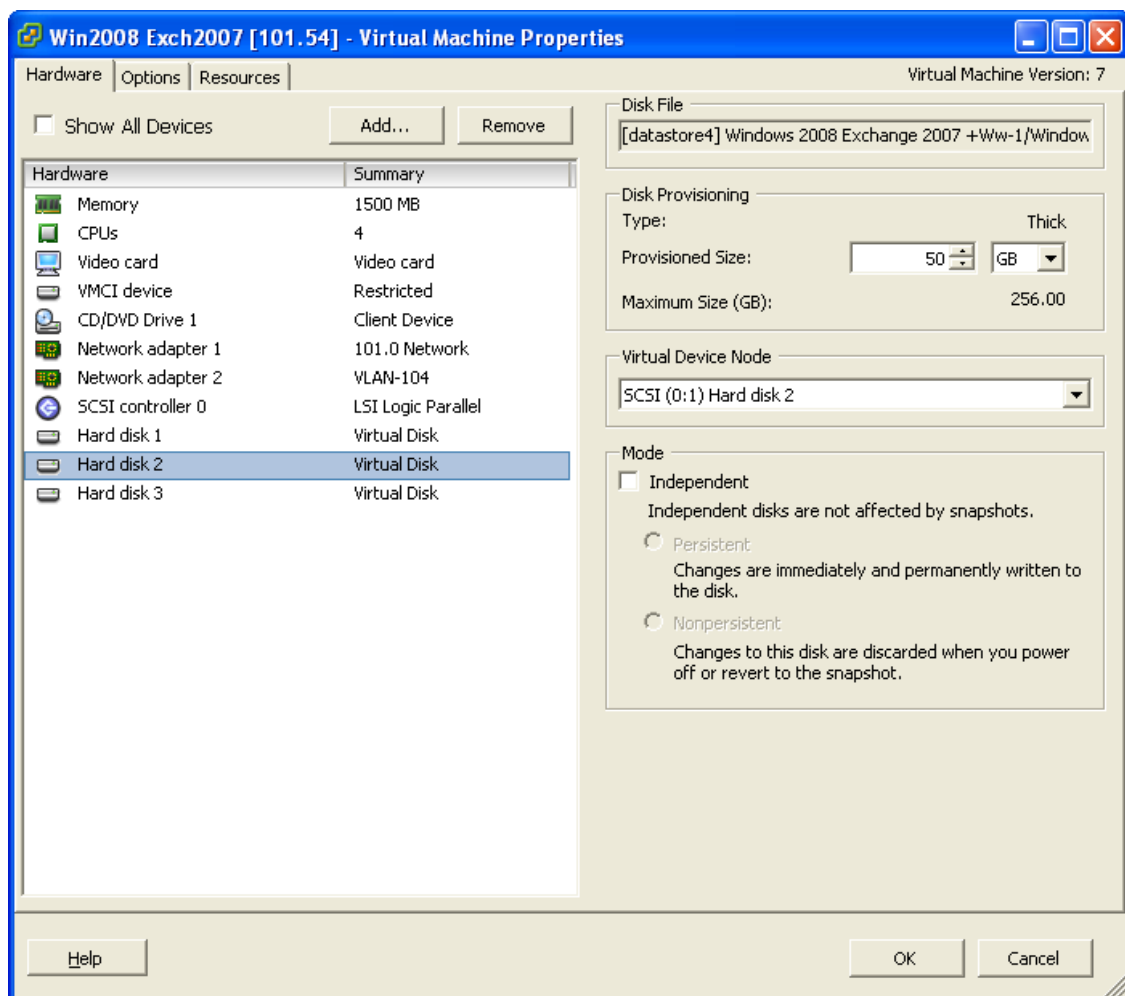 Win2008 Exch2007 [101.54] - Virtual Machine Properties
Hardware Options Resources Virtual Machine Version: 7
Show All Devices Add... Remove
Hardware Summary
Memory 1500 MB
CPUs 4
Video card Video card
VMCI device Restricted
CD/DVD Drive 1 Client Device
Network adapter 1 101.0 Network
Network adapter 2 VLAN-104
SCSI controller 0 LSI Logic Parallel
Hard disk 1 Virtual Disk
Hard disk 2 Virtual Disk
Hard disk 3 Virtual Disk
Disk File
[datastore4] Windows 2008 Exchange 2007 +Ww-1/Window
Disk Provisioning
Type: Thick
Provisioned Size: 50 GB
Maximum Size (GB): 256.00
Virtual Device Node
SCSI (0:1) Hard disk 2
Mode
Independent
Independent disks are not affected by snapshots.
Persistent
Changes are immediately and permanently written to
the disk.
Nonpersistent
Changes to this disk are discarded when you power
off or revert to the snapshot.
Help OK Cancel